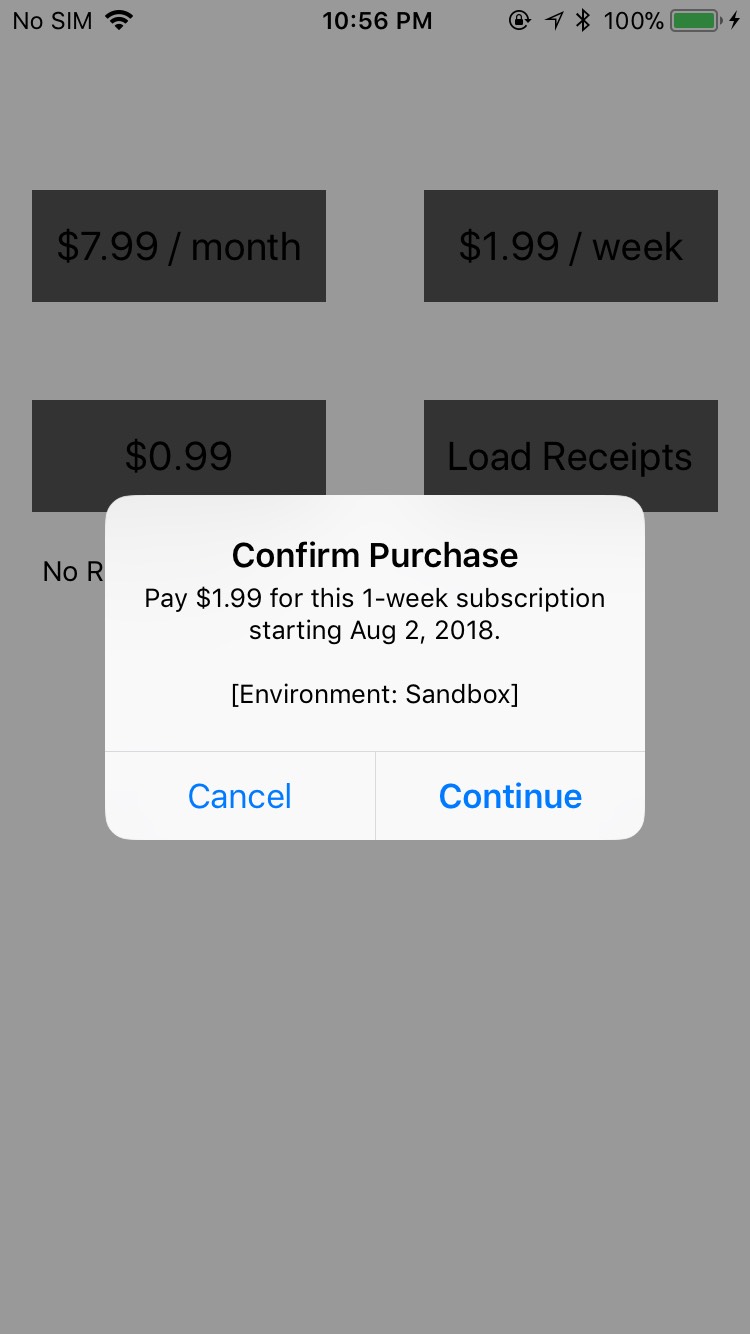 No SIM 10:56 PM 100%
$7.99 / month $1.99 / week
$0.99 Load Receipts
No R
Confirm Purchase
Pay $1.99 for this 1-week subscription
starting Aug 2, 2018.
[Environment: Sandbox]
Cancel Continue